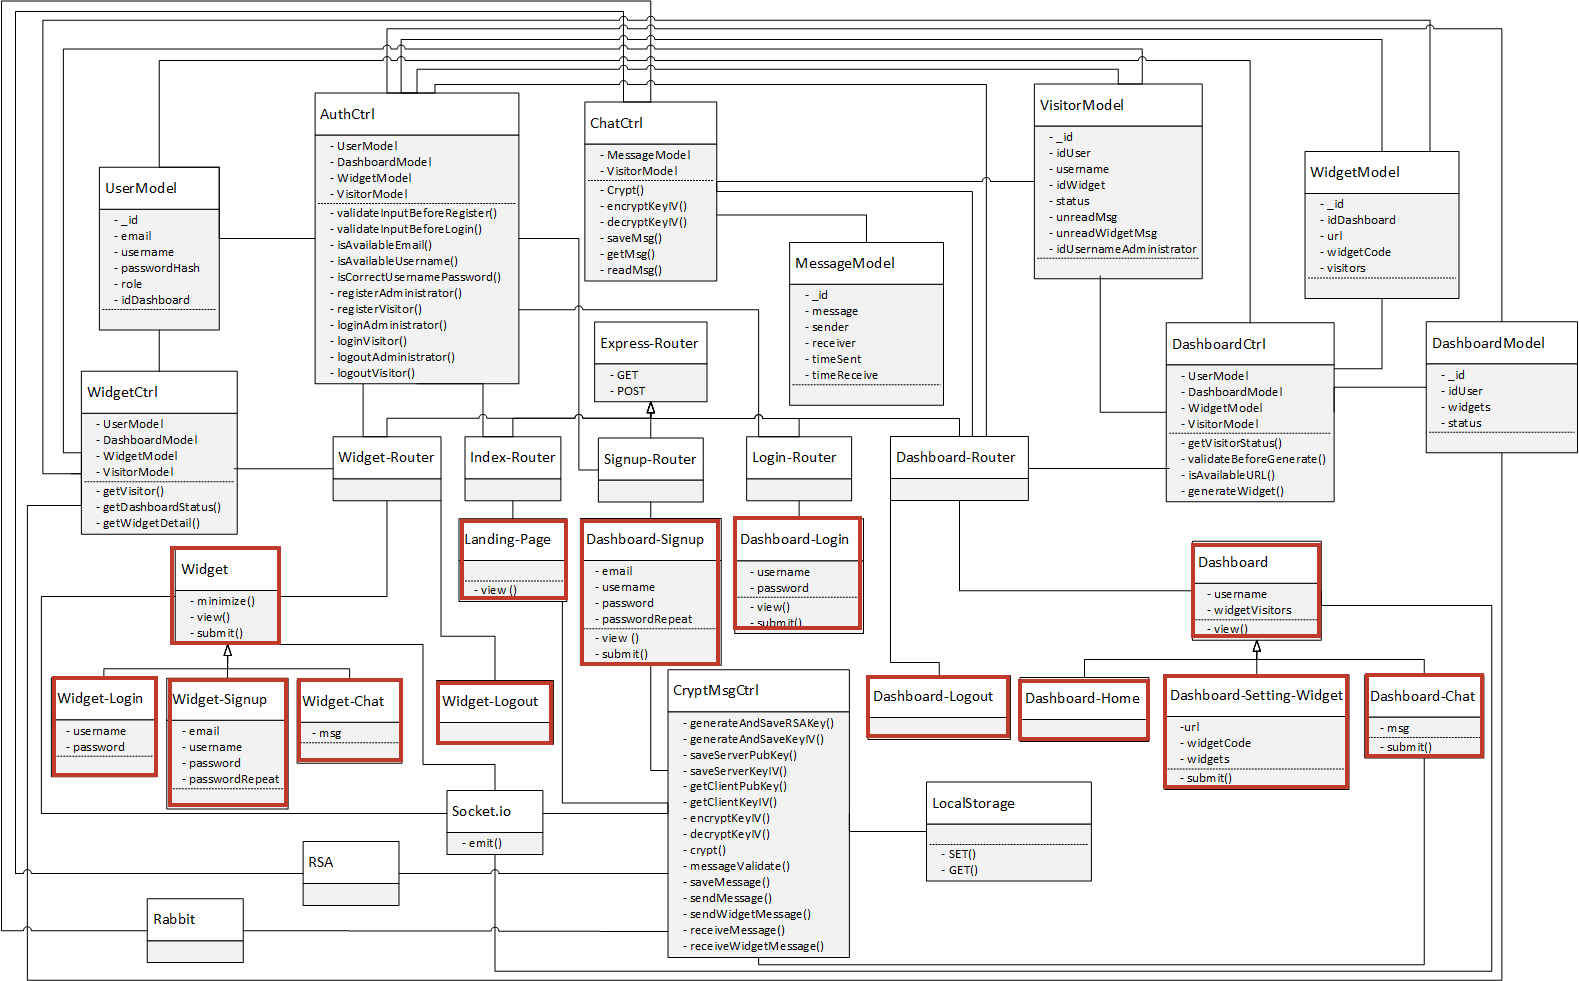 AuthCtrl
- UserModel
- DashboardModel
- WidgetModel
- VisitorModel
- validateInputBeforeRegister()
- validateInputBeforeLogin()
- isAvailableEmail()
- isAvailableUsername()
- isCorrectUsernamePassword()
- registerAdministrator()
- registerVisitor()
- loginAdministrator()
- loginVisitor()
- logoutAdministrator()
- logoutVisitor()
ChatCtrl
- MessageModel
- VisitorModel
- Crypt()
- encryptKeyIV()
- decryptKeyIV()
- saveMsg()
- getMsg()
- readMsg()
VisitorModel
- _id
- idUser
- username
- idWidget
- status
- unreadMsg
- unreadWidgetMsg
- idUsernameAdministrator
WidgetModel
- _id
- idDashboard
- url
- widgetCode
- visitors
UserModel
- _id
- email
- username
- passwordHash
- role
- idDashboard
MessageModel
- _id
- message
- sender
- receiver
- timeSent
- timeReceive
Express-Router
- GET
- POST
DashboardCtrl
- UserModel
- DashboardModel
- WidgetModel
- VisitorModel
- getVisitorStatus()
- validateBeforeGenerate()
- isAvailableURL()
- generateWidget()
DashboardModel
- _id
- idUser
- widgets
- status
WidgetCtrl
- UserModel
- DashboardModel
- WidgetModel
- VisitorModel
- getVisitor()
- getDashboardStatus()
- getWidgetDetail()
Widget-Router
Index-Router
Signup-Router
Login-Router
Dashboard-Router
Landing-Page
- view ()
Dashboard-Signup
- email
- username
- password
- passwordRepeat
- view ()
- submit()
Dashboard-Login
- username
- password
- view()
- submit()
Dashboard
- username
- widgetVisitors
- view()
Widget
- minimize()
- view()
- submit()
Widget-Login
- username
- password
Widget-Signup
- email
- username
- password
- passwordRepeat
Widget-Chat
- msg
Widget-Logout
CryptMsgCtrl
- generateAndSaveRSAKey()
- generateAndSaveKeyIV()
- saveServerPubKey()
- saveServerKeyIV()
- getClientPubKey()
- getClientKeyIV()
- encryptKeyIV()
- decryptKeyIV()
- crypt()
- messageValidate()
- saveMessage()
- sendMessage()
- sendWidgetMessage()
- receiveMessage()
- receiveWidgetMessage()
Dashboard-Logout
Dashboard-Home
Dashboard-Setting-Widget
-url
- widgetCode
- widgets
- submit()
Dashboard-Chat
- msg
- submit()
Socket.io
- emit()
LocalStorage
- SET()
- GET()
RSA
Rabbit